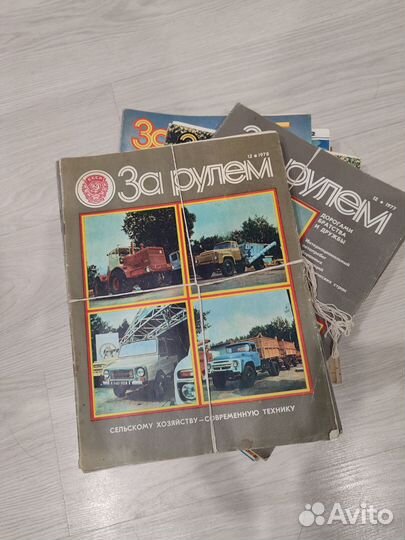 За
За рулем
12 • 1978
СЕЛЬСКОМУ ХОЗЯЙСТВУ — СОВРЕМЕННУЮ ТЕХНИКУ
рулем
12 • 1977
ДОРОГАМИ
БРАТСТВА
И ДРУЖБЫ
Avito